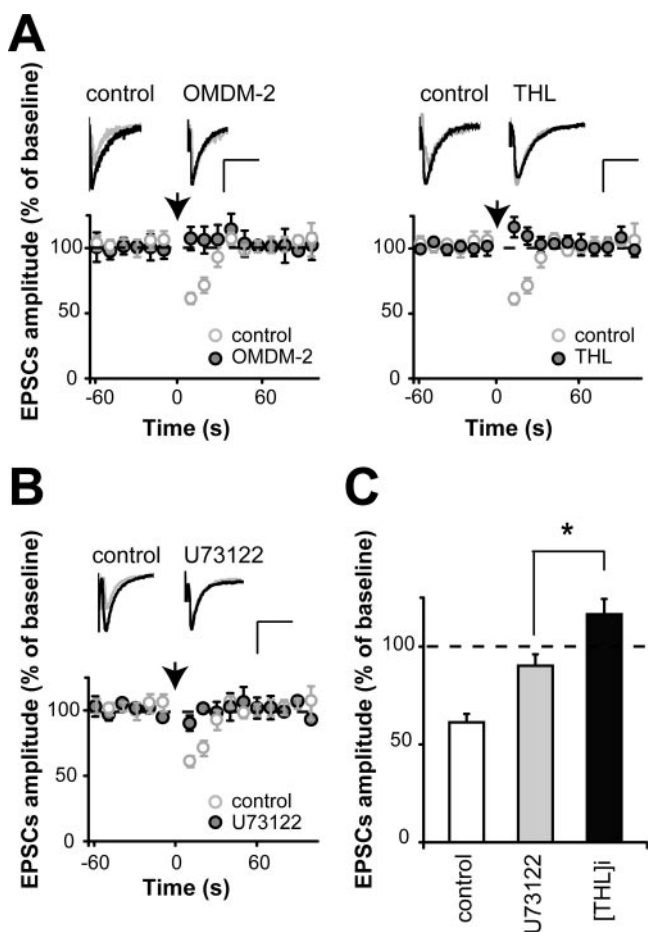 A
control OMDM-2 control THL
EPSCs amplitude (% of baseline)
100
50
0
control
OMDM-2
-60 0 60
Time (s)
100
50
0
control
THL
-60 0 60
Time (s)
B
control U73122
EPSCs amplitude (% of baseline)
100
50
0
control
U73122
-60 0 60
Time (s)
C
*
EPSCs amplitude (% of baseline)
100
50
0
control
U73122
[THL]i